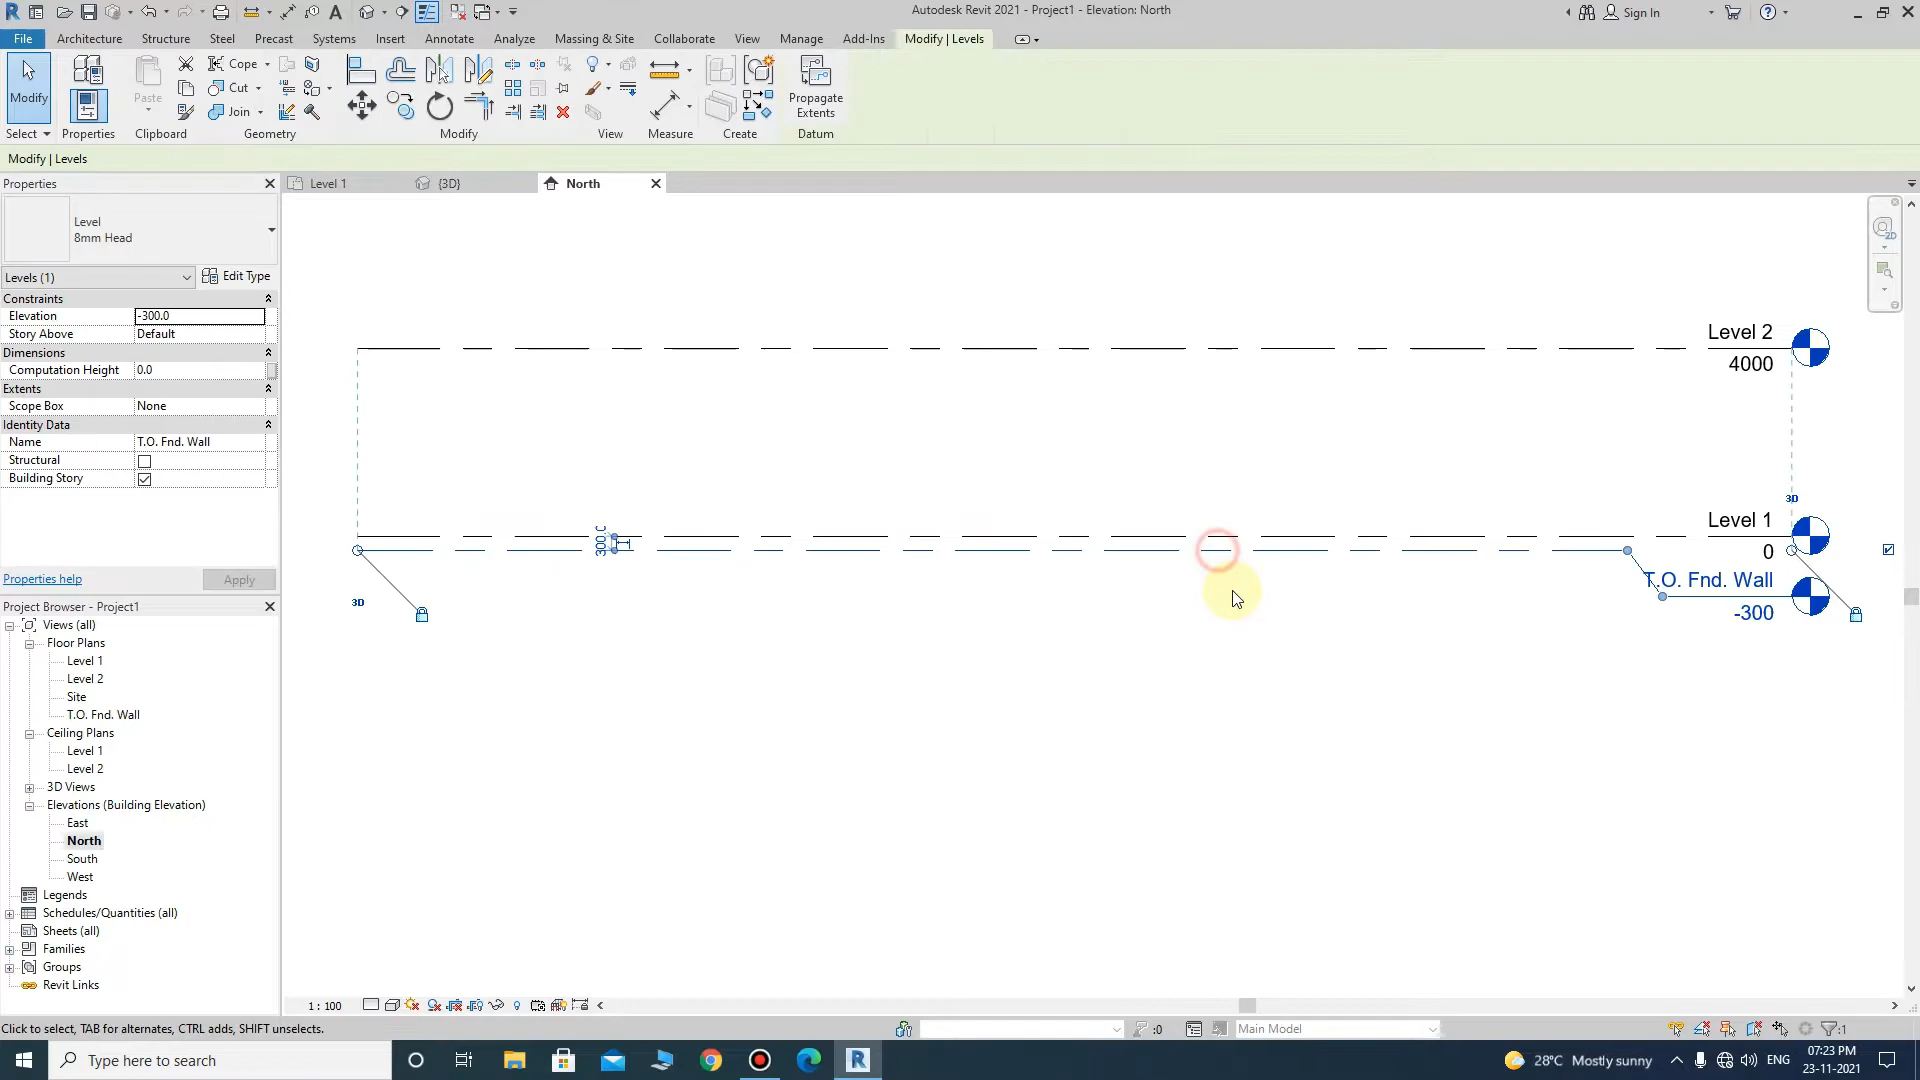 Autodesk Revit 2021 - Project1 - Elevation: North
Sign In
File Architecture Structure Steel Precast Systems Insert Annotate Analyze Massing & Site Collaborate View Manage Add-Ins Modify | Levels
Modify
Select
Properties
Paste
Clipboard
Cope
Cut
Join
Geometry
Modify
View
Measure
Create
Propagate
Extents
Datum
Modify | Levels
Properties
Level
8mm Head
Levels (1)
Edit Type
Constraints
Elevation -300.0
Story Above Default
Dimensions
Computation Height 0.0
Extents
Scope Box None
Identity Data
Name T.O. Fnd. Wall
Structural
Building Story
Properties help
Apply
Project Browser - Project1
Views (all)
Floor Plans
Level 1
Level 2
Site
T.O. Fnd. Wall
Ceiling Plans
Level 1
Level 2
3D Views
Elevations (Building Elevation)
East
North
South
West
Legends
Schedules/Quantities (all)
Sheets (all)
Families
Groups
Revit Links
Level 1
{3D}
North
2D
Level 2
4000
3D
Level 1
0
300.0
T.O. Fnd. Wall
-300
3D
1 : 100
Click to select, TAB for alternates, CTRL adds, SHIFT unselects.
:0
Main Model
:1
Type here to search
28°C Mostly sunny
ENG
07:23 PM
23-11-2021